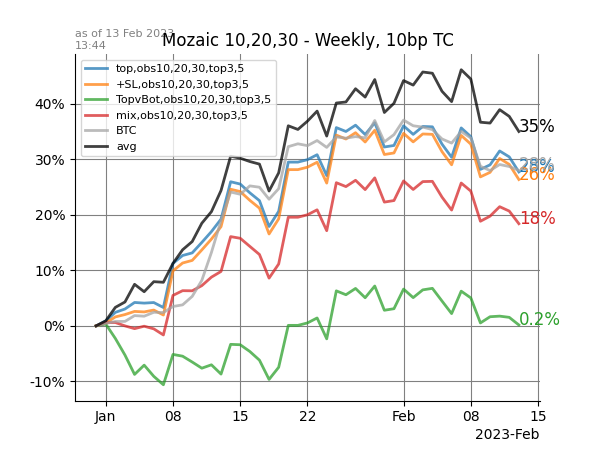 as of 13 Feb 2023
13:44
Mozaic 10,20,30 - Weekly, 10bp TC
top,obs10,20,30,top3,5
+SL,obs10,20,30,top3,5
TopvBot,obs10,20,30,top3,5
mix,obs10,20,30,top3,5
BTC
avg
40%
30%
20%
10%
0%
-10%
35%
28%
26%
18%
0.2%
Jan
08
15
22
Feb
08
15
2023-Feb